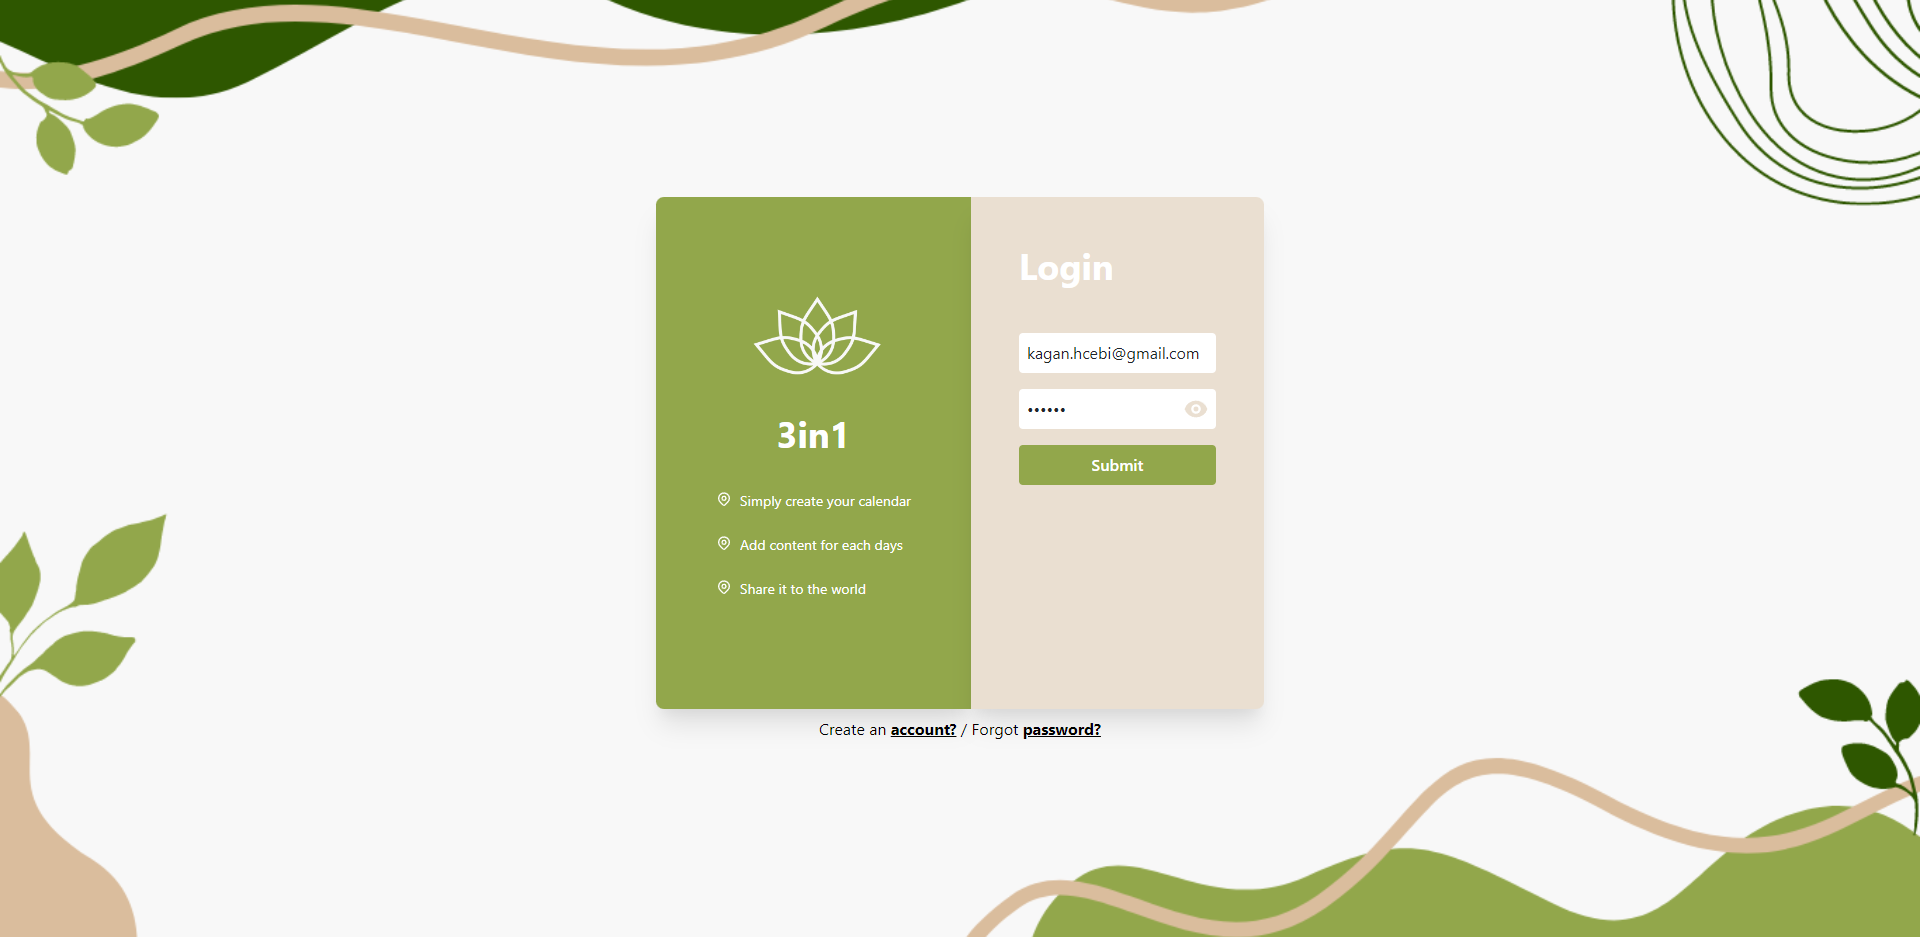 3in1
Simply create your calendar
Add content for each days
Share it to the world
Login
kagan.hcebi@gmail.com
••••••
Submit
Create an account? / Forgot password?